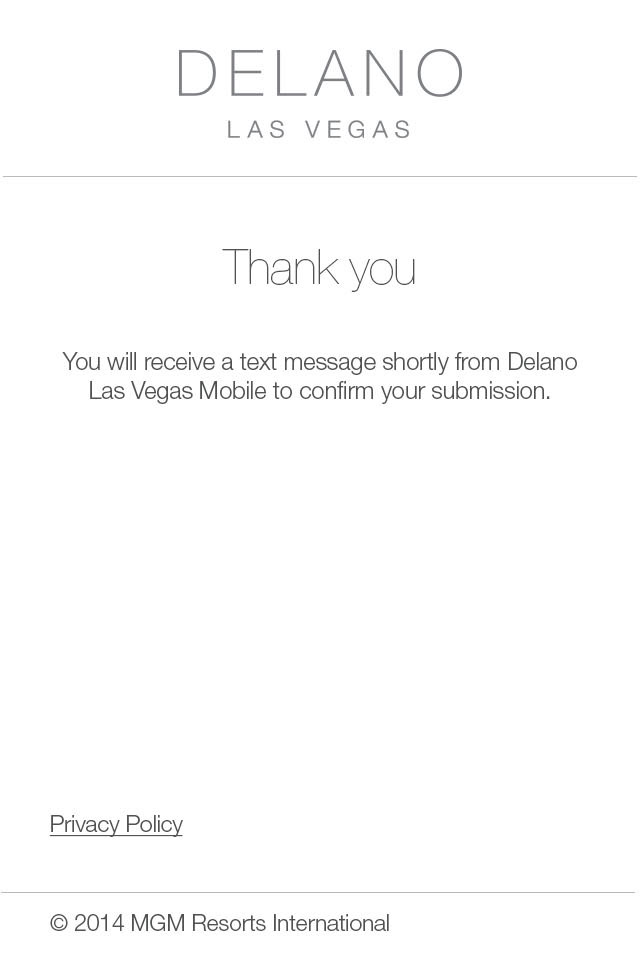 DELANO
LAS VEGAS
Thank you
You will receive a text message shortly from Delano
Las Vegas Mobile to confirm your submission.
Privacy Policy
© 2014 MGM Resorts International